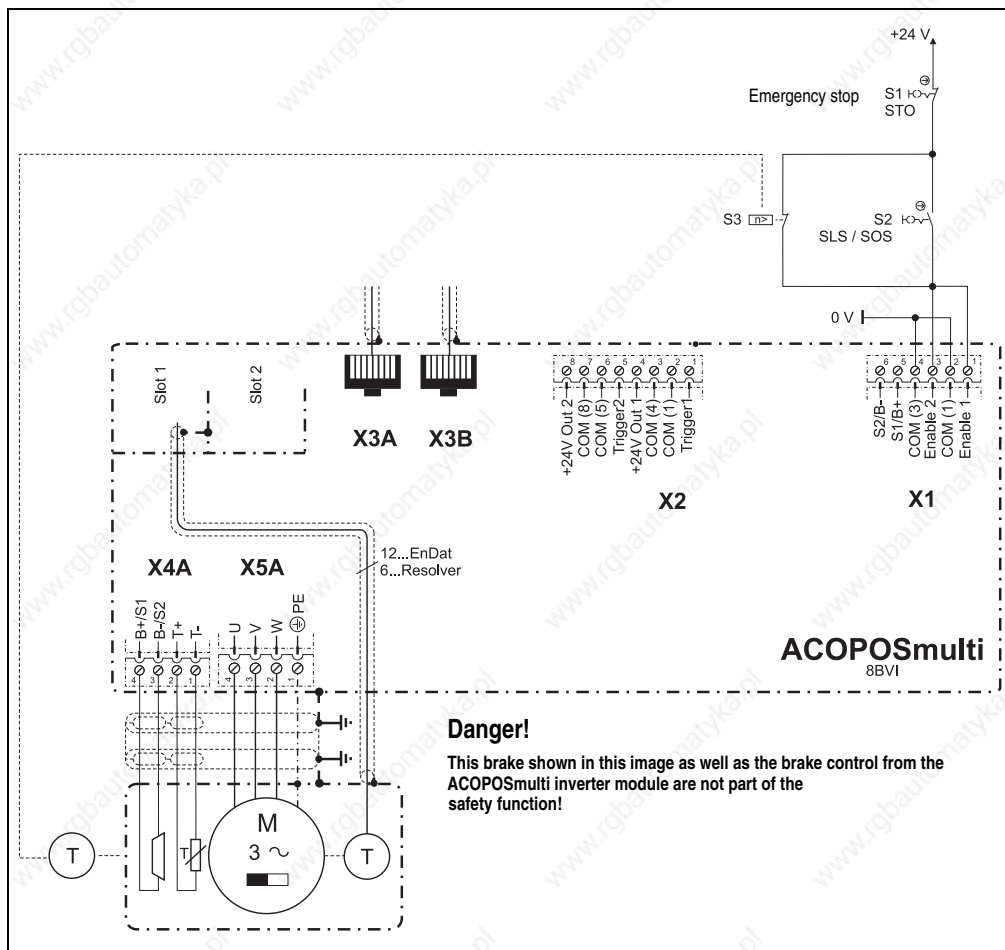 +24 V
Emergency stop
S1
STO
S3
n>
S2
SLS / SOS
0 V
Slot 1
Slot 2
X3A
X3B
8
7
6
5
4
3
2
1
+24V Out 2
COM (8)
COM (5)
Trigger2
+24V Out 1
COM (4)
COM (1)
Trigger1
X2
6
5
4
3
2
1
S2/B-
S1/B+
COM (3)
Enable 2
COM (1)
Enable 1
X1
12...EnDat
6...Resolver
X4A
X5A
B+/S1
B-/S2
T+
T-
U
V
W
PE
4
3
2
1
4
3
2
1
ACOPOSmulti
8BVI
Danger!
This brake shown in this image as well as the brake control from the
ACOPOSmulti inverter module are not part of the
safety function!
T
T
M
3 ~
T
www.rgbautomatyka.pl